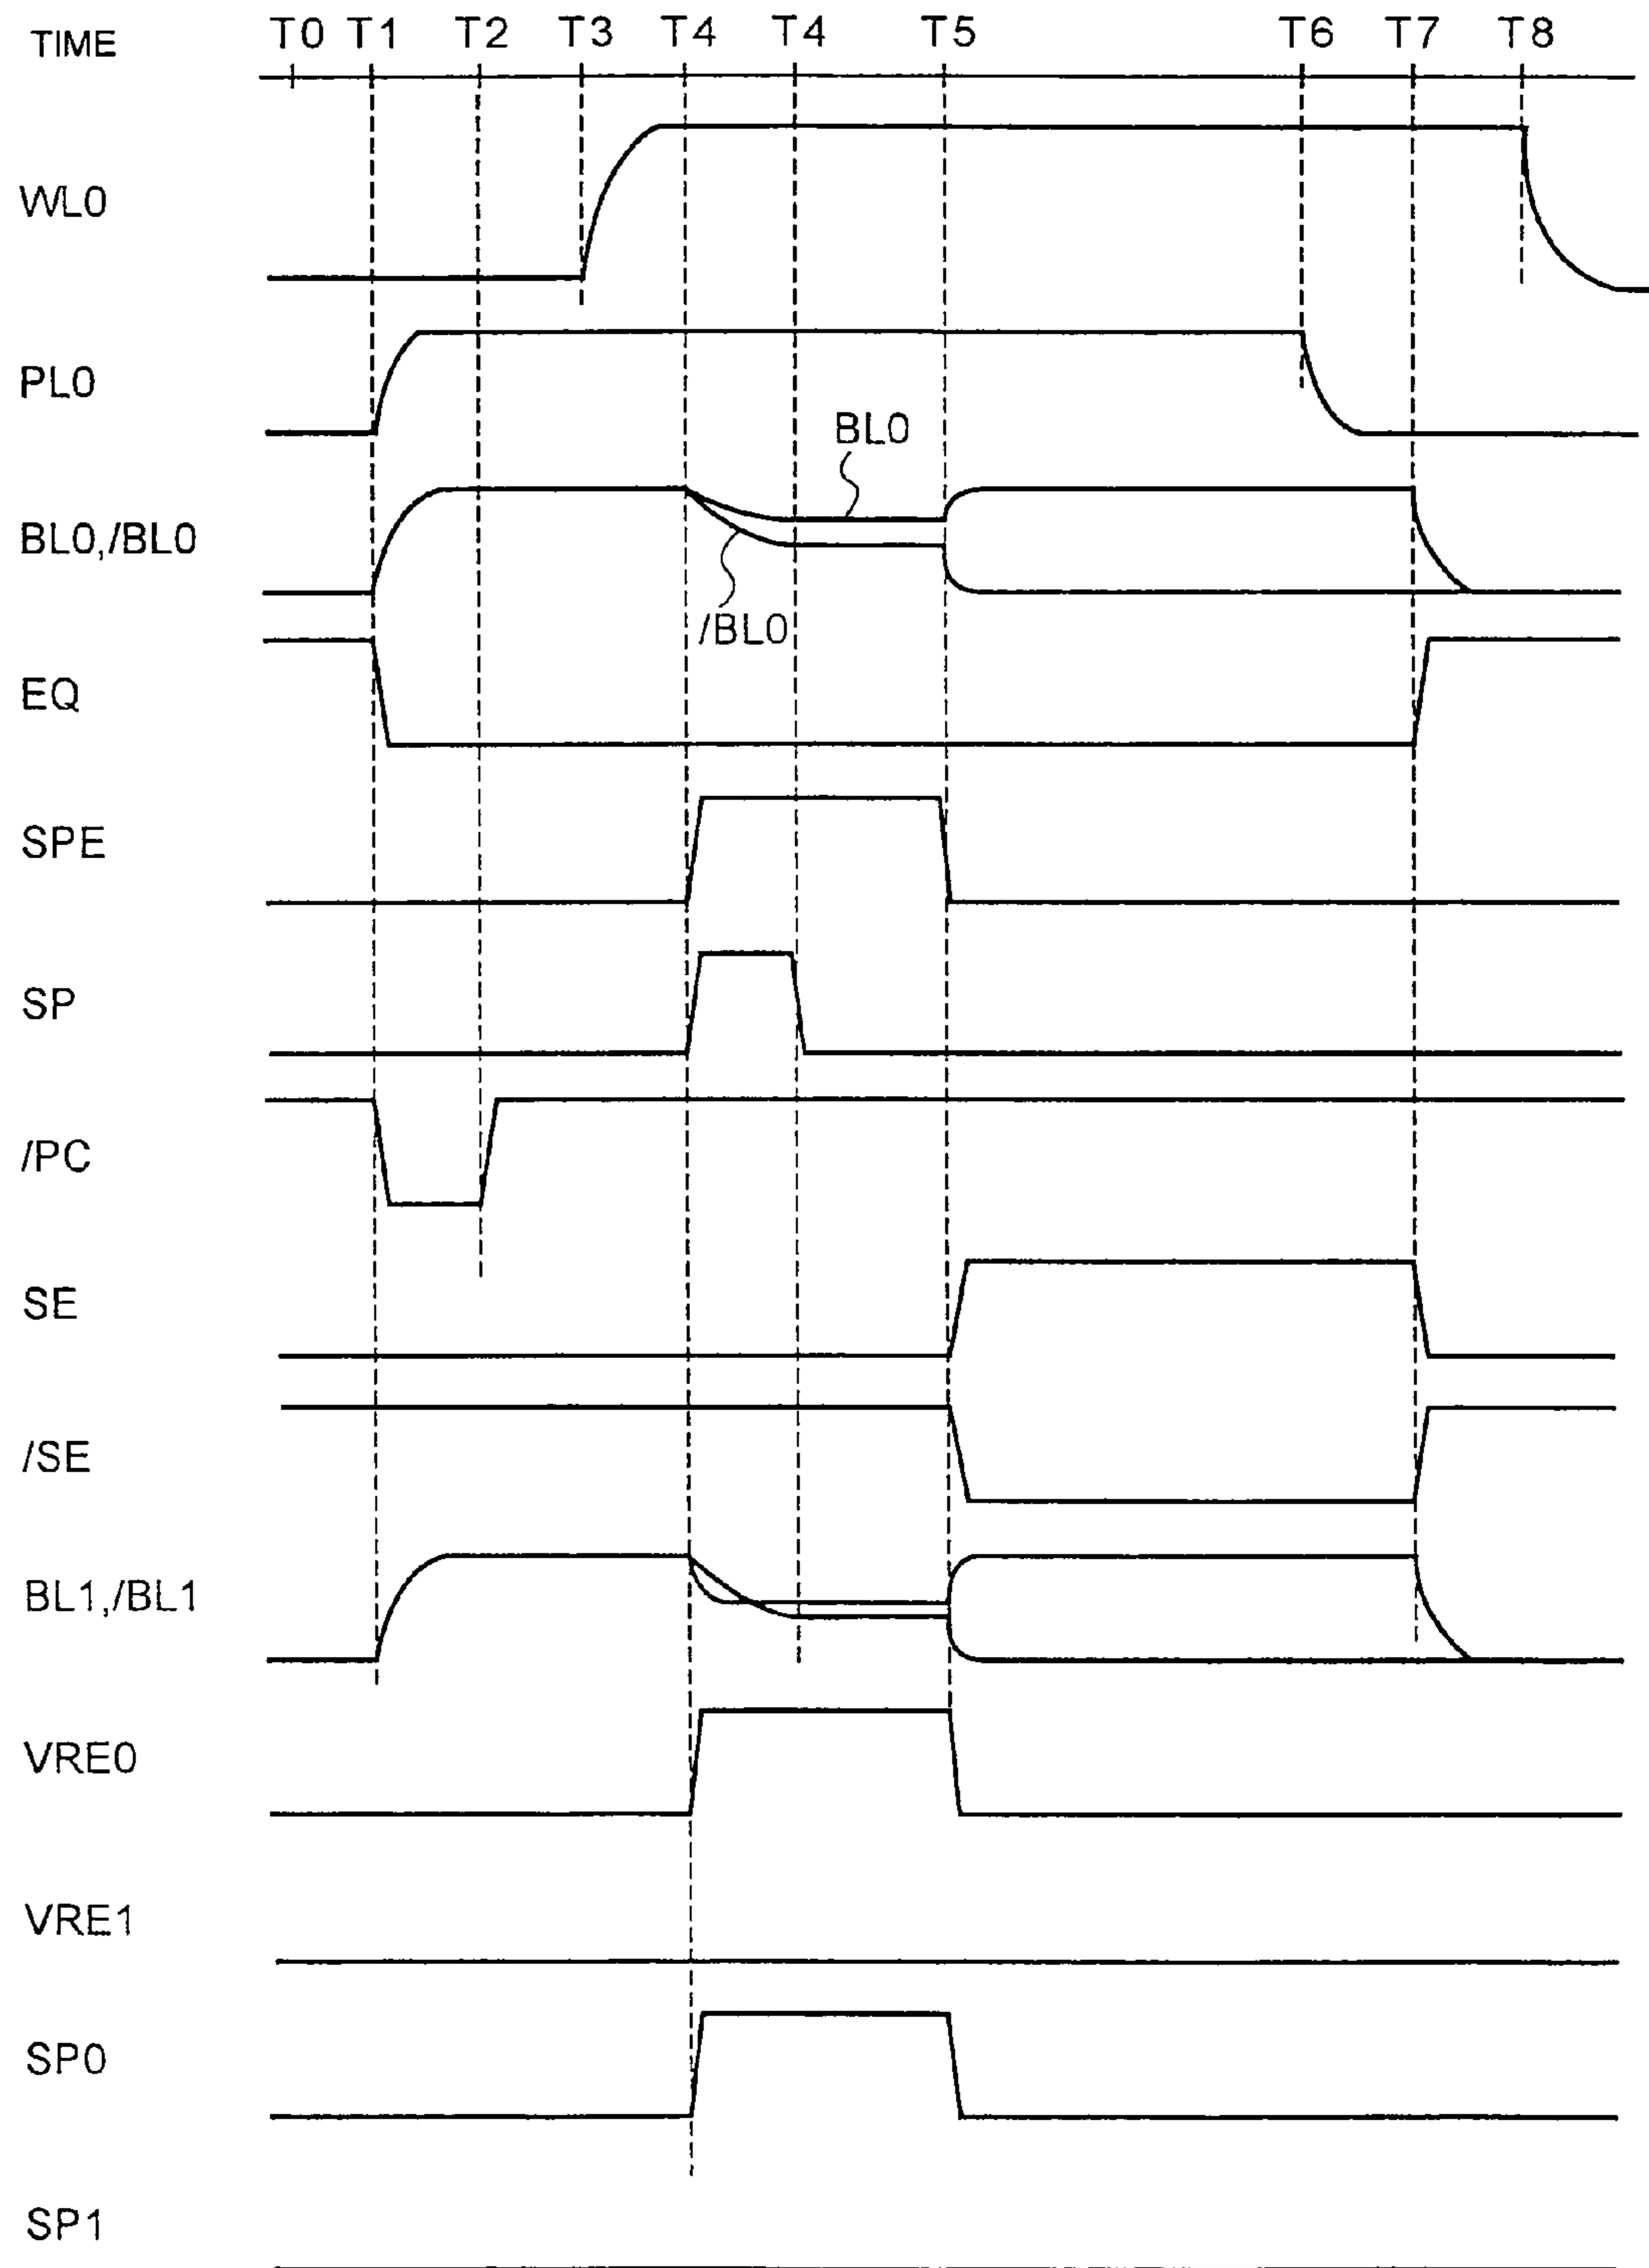 TIME T0 T1 T2 T3 T4 T4 T5 T6 T7 T8
WL0
PL0
BL0
BL0,/BL0
/BL0
EQ
SPE
SP
/PC
SE
/SE
BL1,/BL1
VRE0
VRE1
SP0
SP1